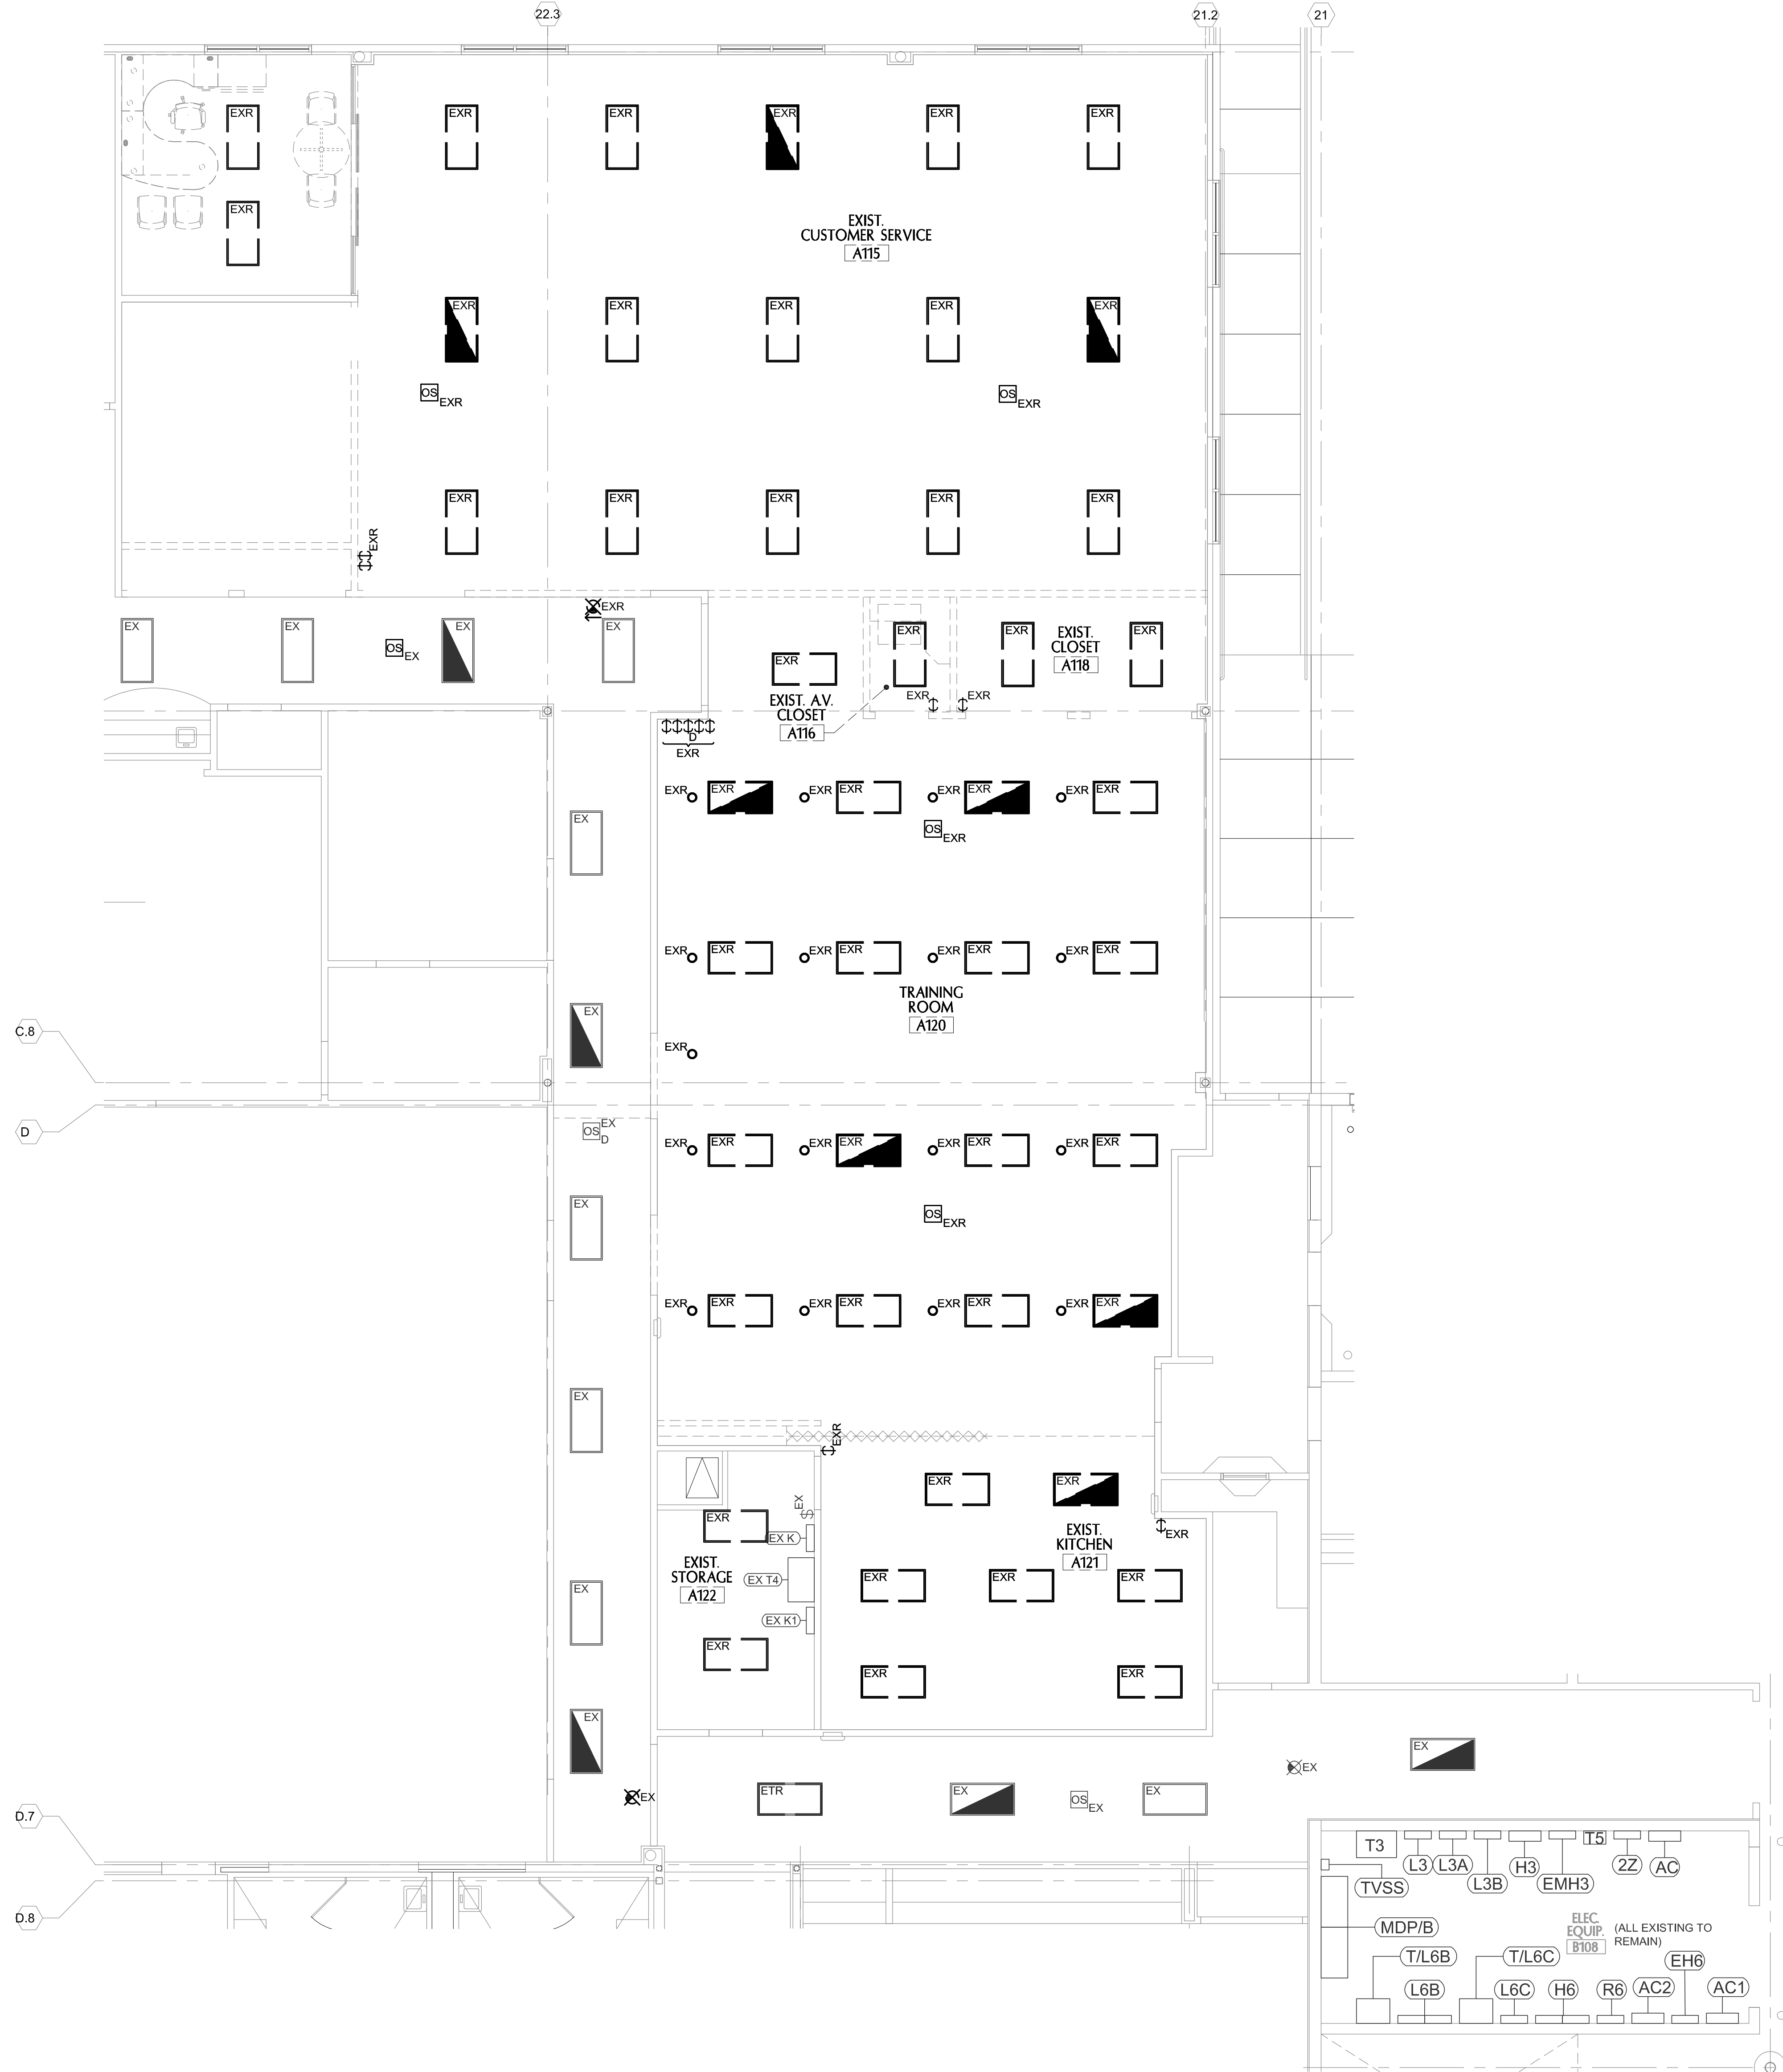 22.3
21.2
21
EXR
EXR
EXR
EXR
EXR
EXR
EXR
EXIST.
CUSTOMER SERVICE
A115
EXR
EXR
EXR
EXR
EXR
OS
EXR
OS
EXR
EXR
EXR
EXR
EXR
EXR
EXR
EXR
EX
EX
EX
EX
OS
EX
EXR
EXR
EXR
EXR
EXIST.
CLOSET
A118
EXIST. A.V.
CLOSET
A116
EXR
EXR
D
EXR
EXR
EXR
EXR
EXR
EXR
EXR
EXR
EXR
OS
EXR
EX
EXR
EXR
EXR
EXR
EXR
EXR
EXR
EXR
TRAINING
ROOM
A120
EX
C.8
EXR
D
OS
EX
D
EXR
EXR
EXR
EXR
EXR
EXR
EXR
EXR
EX
OS
EXR
EXR
EXR
EXR
EXR
EXR
EXR
EXR
EXR
EX
EXR
EXR
EXR
EX
EXR
EX K
EXR
EXIST.
KITCHEN
A121
EXIST.
STORAGE
A122
EX T4
EX K1
EXR
EXR
EXR
EX
EXR
EXR
EXR
EX
EX
EX
EX
ETR
EX
EX
OS
EX
D.7
D.8
T3
L3
L3A
L3B
H3
EMH3
T5
2Z
AC
TVSS
MDP/B
ELEC.
EQUIP.
B108
(ALL EXISTING TO
REMAIN)
T/L6B
T/L6C
EH6
L6B
L6C
H6
R6
AC2
AC1